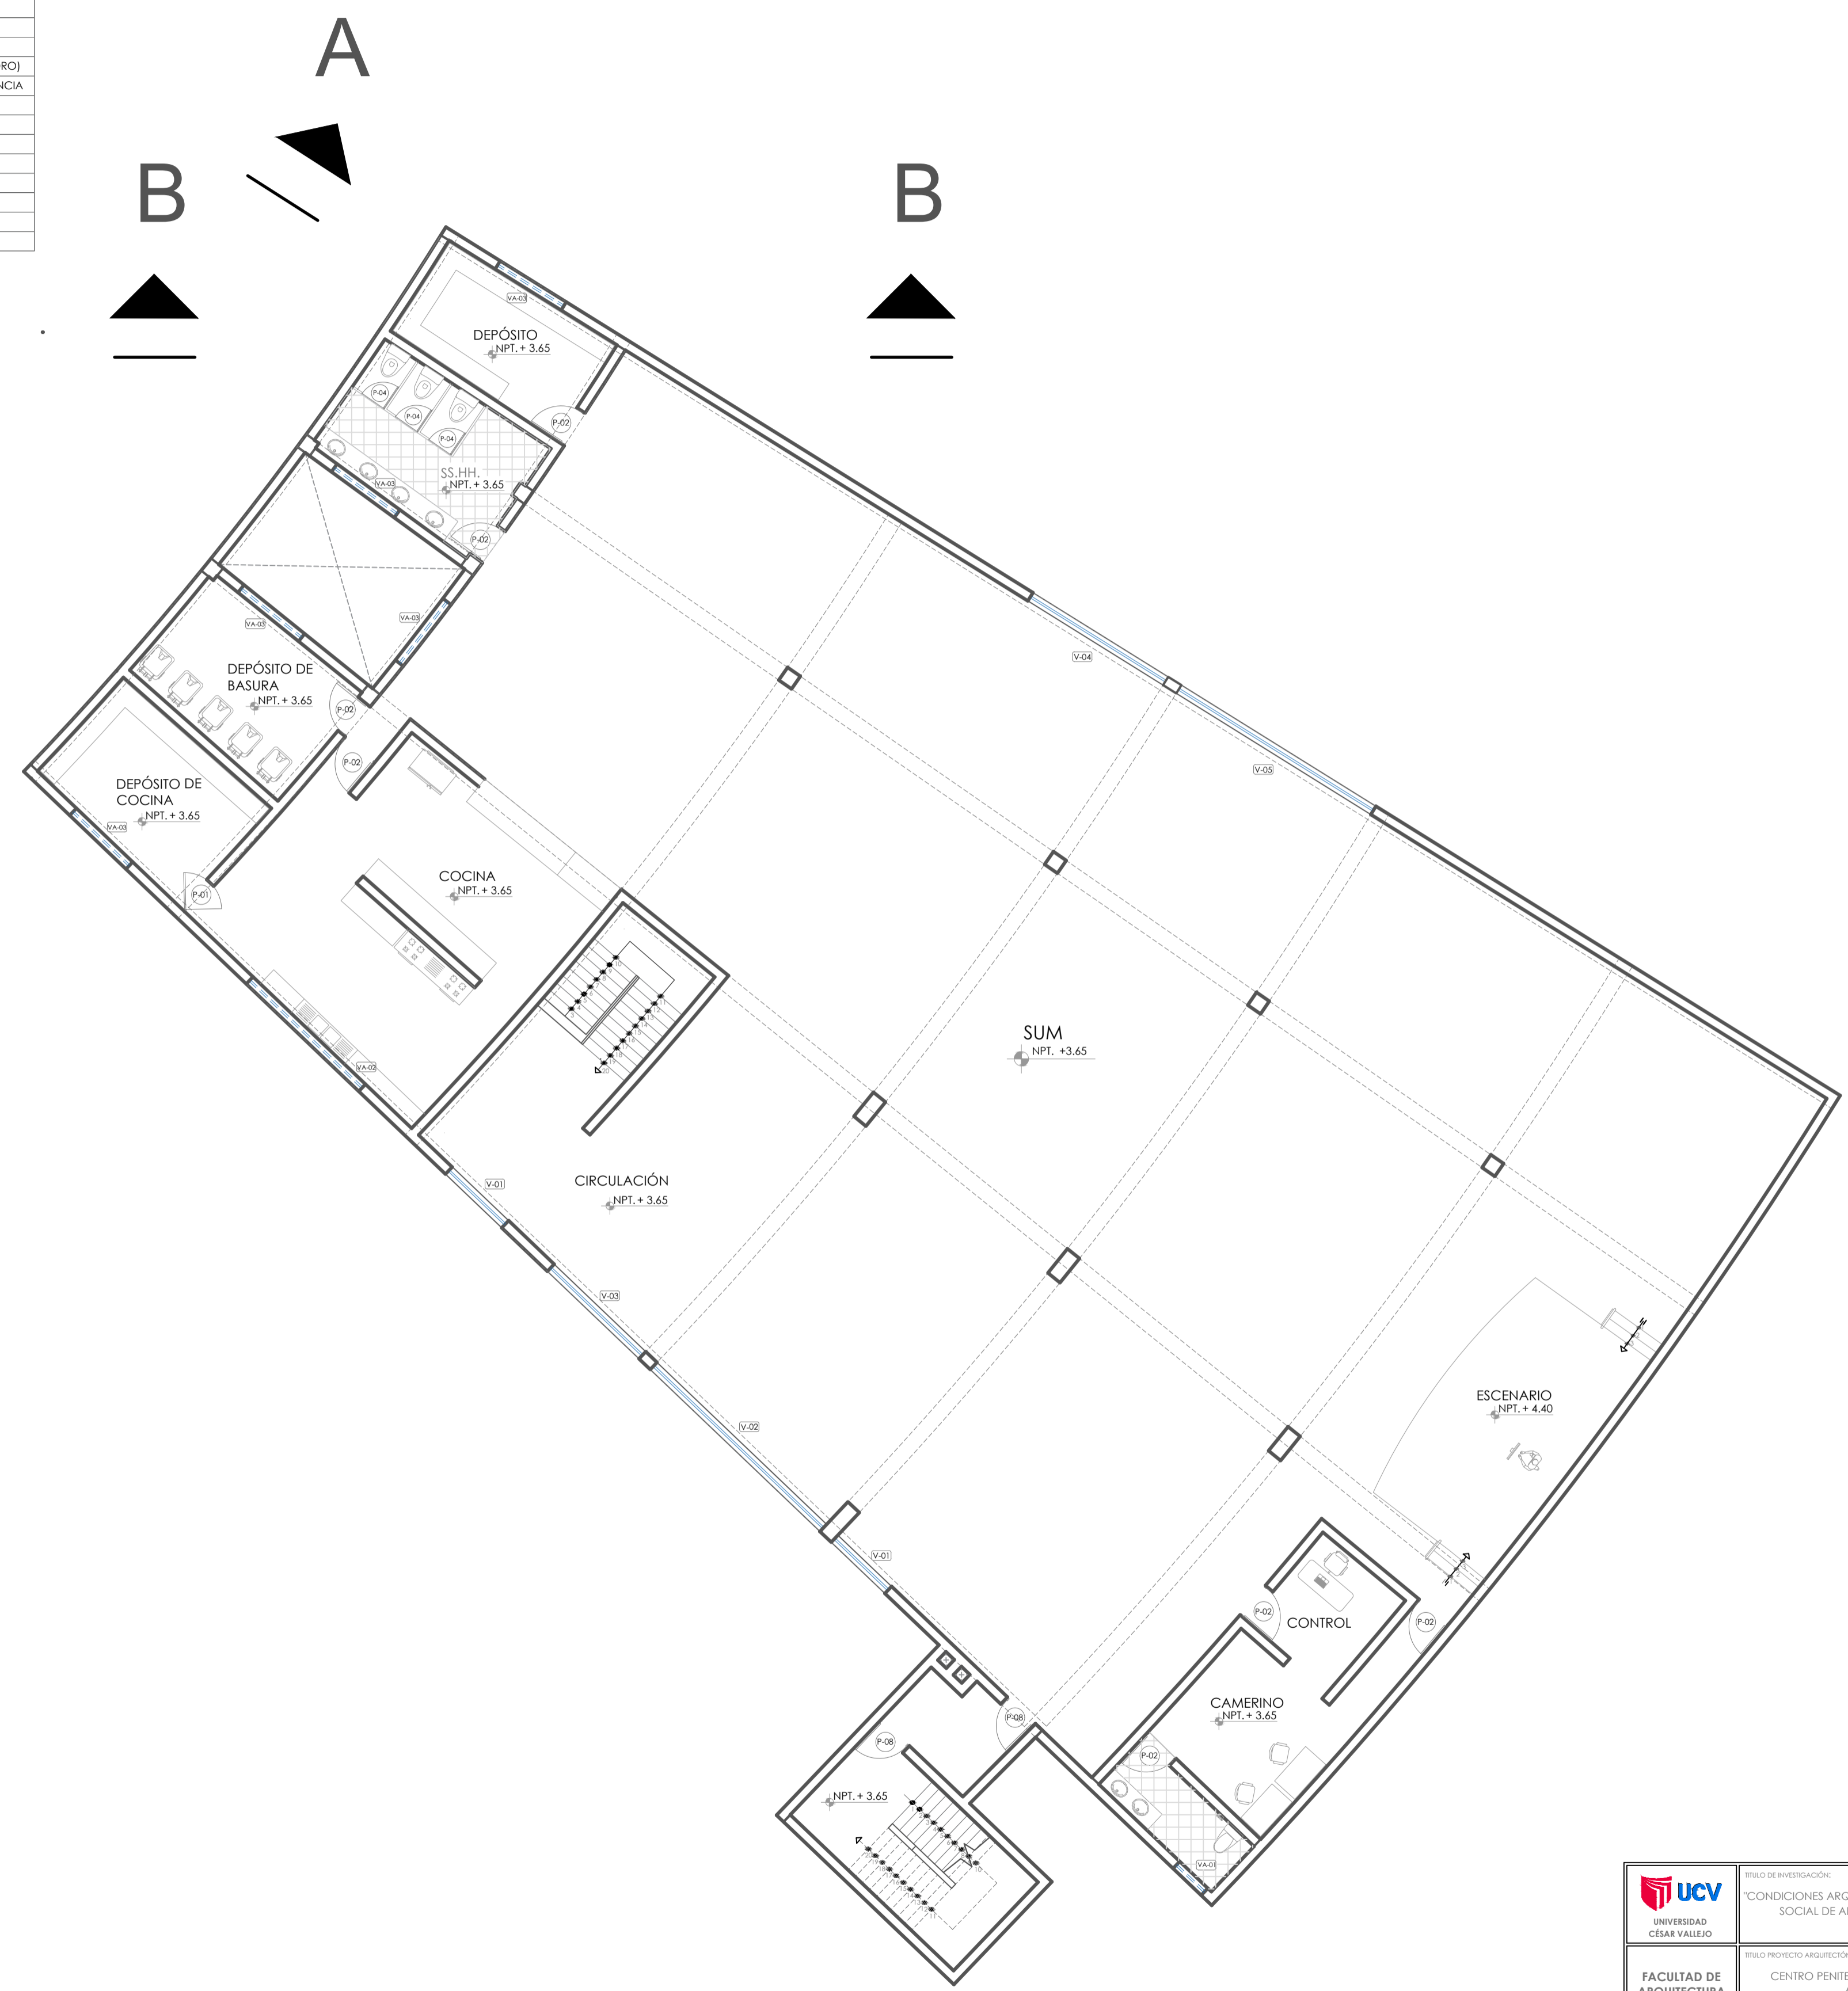 RO)
NCIA
A
B
B
VA-03
DEPÓSITO
NPT. + 3.65
P-04
P-04
P-04
P-02
SS.HH.
NPT. + 3.65
VA-03
P-02
VA-03
VA-03
DEPÓSITO DE
BASURA
NPT. + 3.65
P-02
P-02
DEPÓSITO DE
COCINA
NPT. + 3.65
VA-03
P-01
COCINA
NPT. + 3.65
VA-02
V-04
V-05
SUM
NPT. +3.65
CIRCULACIÓN
NPT. + 3.65
V-01
V-03
V-02
V-01
ESCENARIO
NPT. + 4.40
P-02
CONTROL
P-02
CAMERINO
NPT. + 3.65
P-02
VA-01
P-08
P-08
NPT. + 3.65
UCV
UNIVERSIDAD
CÉSAR VALLEJO
TITULO DE INVESTIGACIÓN:
"CONDICIONES ARQ
SOCIAL DE A
FACULTAD DE
ARQUITECTURA
TITULO PROYECTO ARQUITECTÓN
CENTRO PENITE